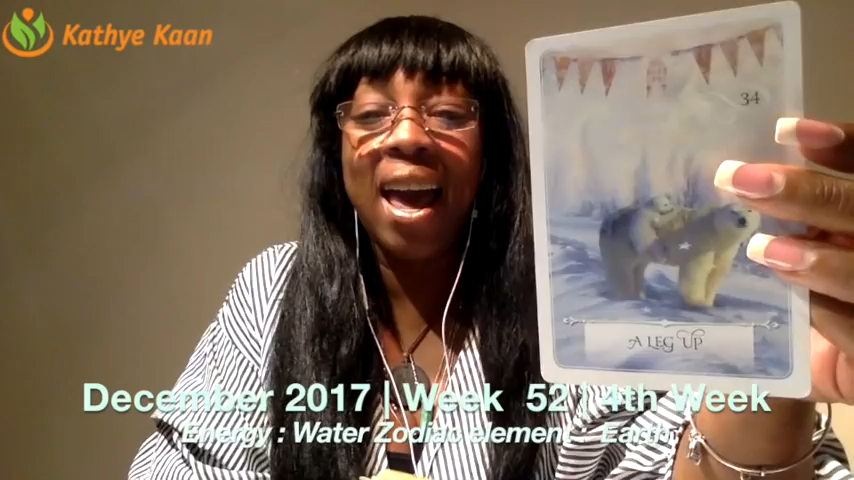 Kathye Kaan
34
A LEG UP
December 2017 | Week 52 | 4th Week
Energy : Water Zodiac element : Earth